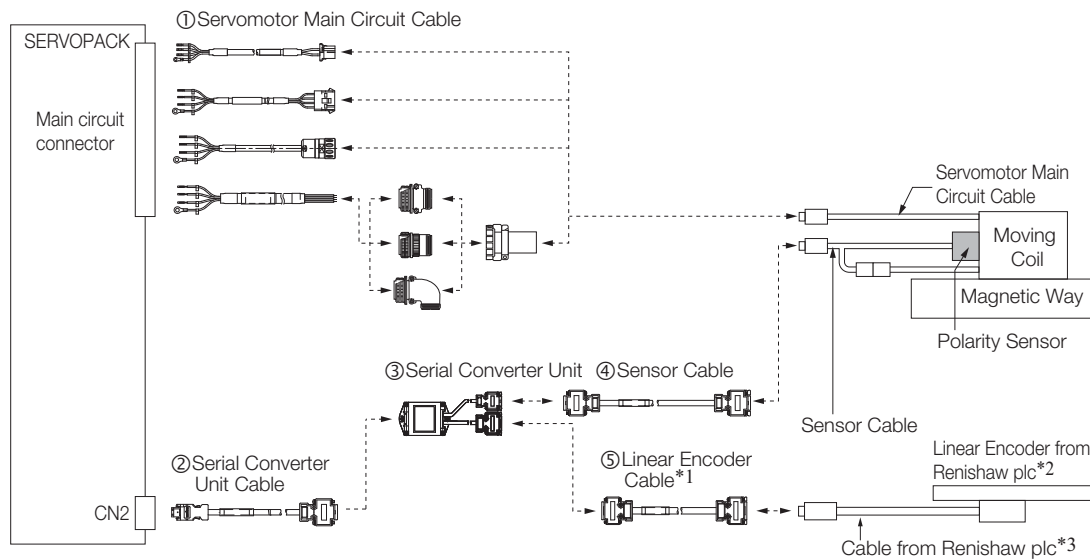 ①Servomotor Main Circuit Cable
SERVOPACK
Main circuit
connector
Servomotor Main
Circuit Cable
Moving
Coil
Magnetic Way
Polarity Sensor
③Serial Converter Unit
④Sensor Cable
Sensor Cable
②Serial Converter
Unit Cable
⑤Linear Encoder
Cable*1
Linear Encoder from
Renishaw plc*2
CN2
Cable from Renishaw plc*3